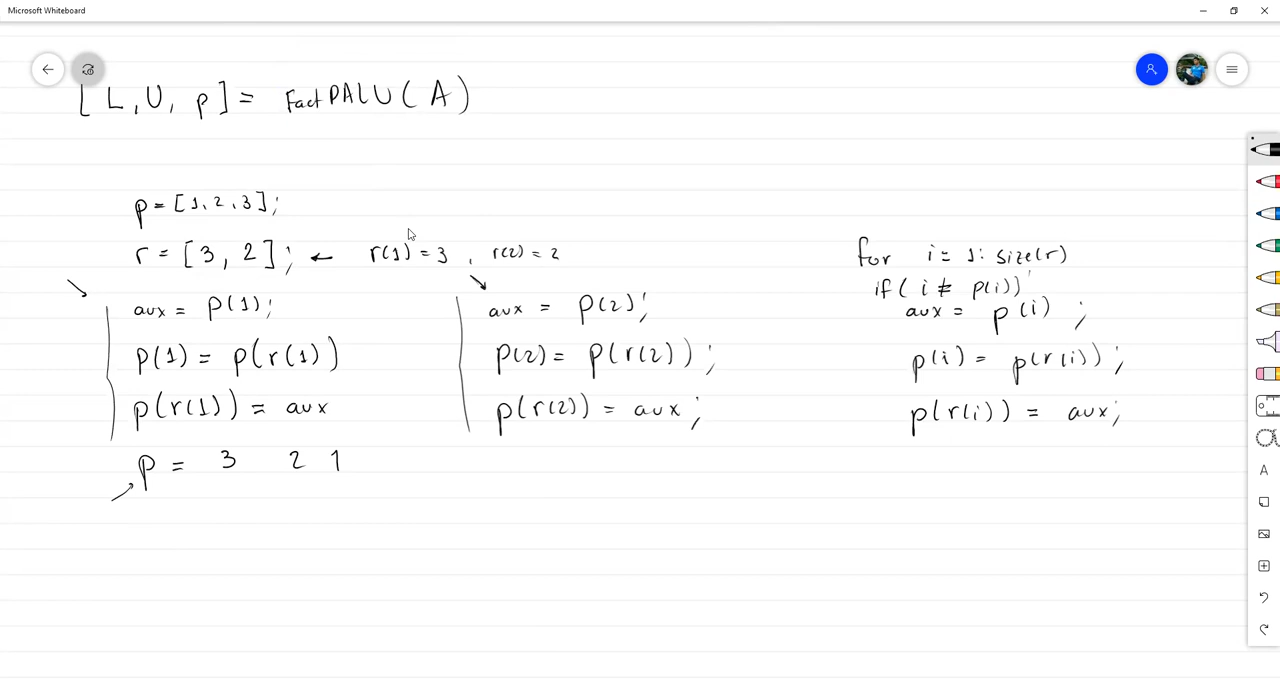 Microsoft Whiteboard
[ L, U, p ] = FactPALU( A )
p = [ 1, 2, 3 ];
r = [ 3, 2 ] ; ← r(1) = 3 , r(2) = 2
aux = p(1);
p(1) = p(r(1))
p(r(1)) = aux
p = 3 2 1
aux = p(2);
p(2) = p(r(2));
p(r(2)) = aux;
for i = 1: size(r)
if( i ≠ p(i))
aux = p(i) ;
p(i) = p(r(i));
p(r(i)) = aux;
A